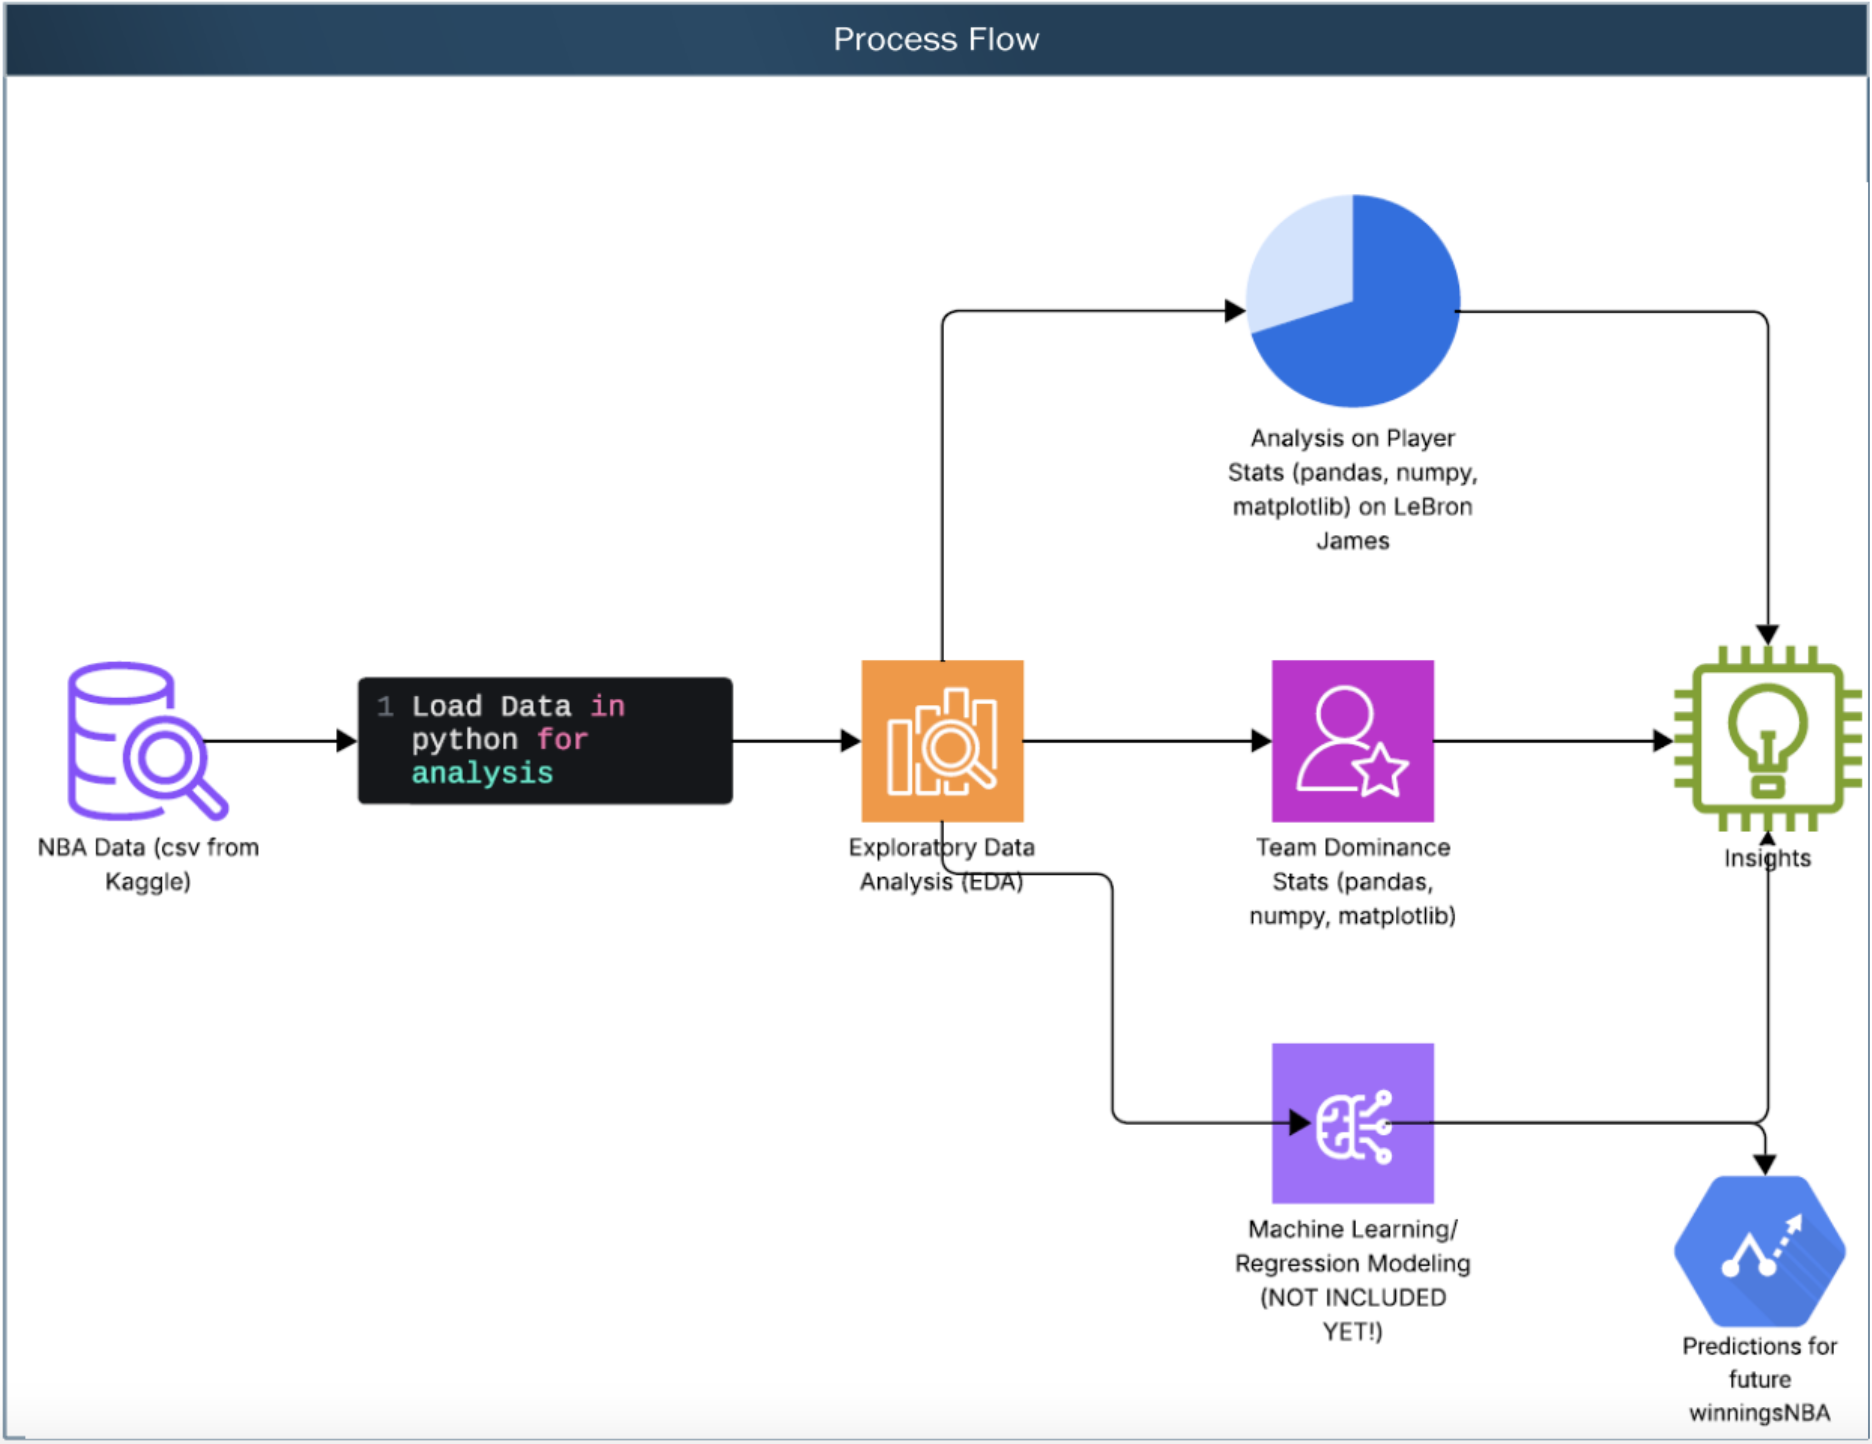 Process Flow
Analysis on Player
Stats (pandas, numpy,
matplotlib) on LeBron
James
1 Load Data in
python for
analysis
NBA Data (csv from
Kaggle)
Exploratory Data
Analysis (EDA)
Team Dominance
Stats (pandas,
numpy, matplotlib)
Insights
Machine Learning/
Regression Modeling
(NOT INCLUDED
YET!)
Predictions for
future
winningsNBA